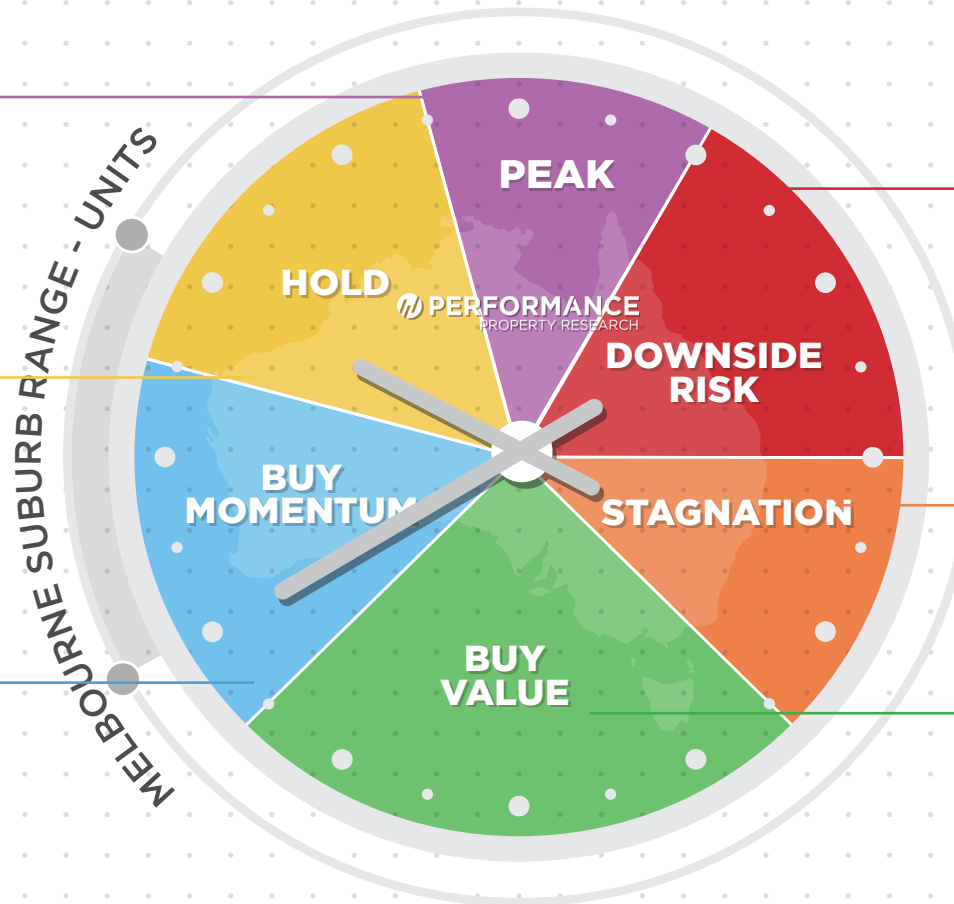 MELBOURNE SUBURB RANGE - UNITS
PEAK
HOLD
PERFORMANCE
PROPERTY RESEARCH
DOWNSIDE
RISK
BUY
MOMENTUM
STAGNATION
BUY
VALUE